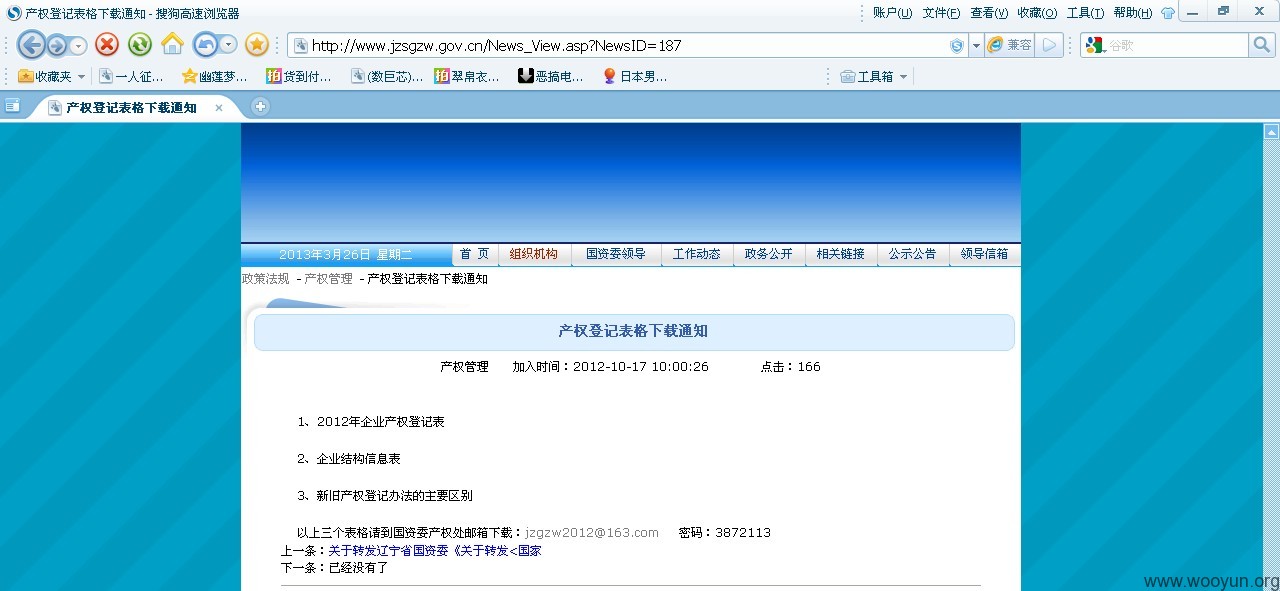 产权登记表格下载通知 - 搜狗高速浏览器 账户(U) 文件(F) 查看(V) 收藏(O) 工具(T) 帮助(H)
http://www.jzgzw.gov.cn/News_View.asp?NewsID=187 兼容 谷歌
收藏夹 一人征... 幽莲梦... 货到付... (数巨芯)... 翠帛衣... 恶搞电... 日本男... 工具箱
产权登记表格下载通知
2013年3月26日 星期二 首 页 组织机构 国资委领导 工作动态 政务公开 相关链接 公示公告 领导信箱
政策法规 - 产权管理 - 产权登记表格下载通知
产权登记表格下载通知
产权管理 加入时间：2012-10-17 10:00:26 点击：166
1、2012年企业产权登记表
2、企业结构信息表
3、新旧产权登记办法的主要区别
以上三个表格请到国资委产权处邮箱下载：jzgzw2012@163.com 密码：3872113
上一条：关于转发辽宁省国资委《关于转发<国家
下一条：已经没有了
www.wooyun.org